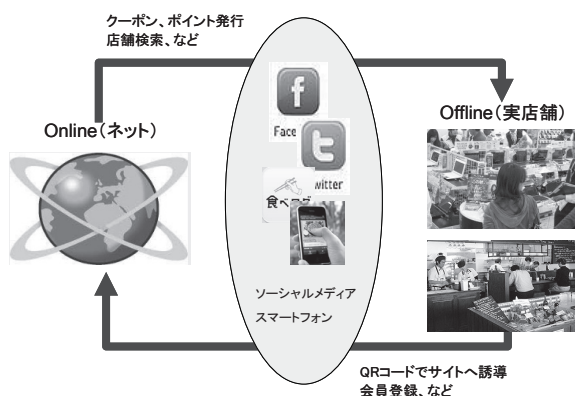 クーポン、ポイント発行
店舗検索、など
Online（ネット）
Offline（実店舗）
Face
witter
食べログ
ソーシャルメディア
スマートフォン
QRコードでサイトへ誘導
会員登録、など